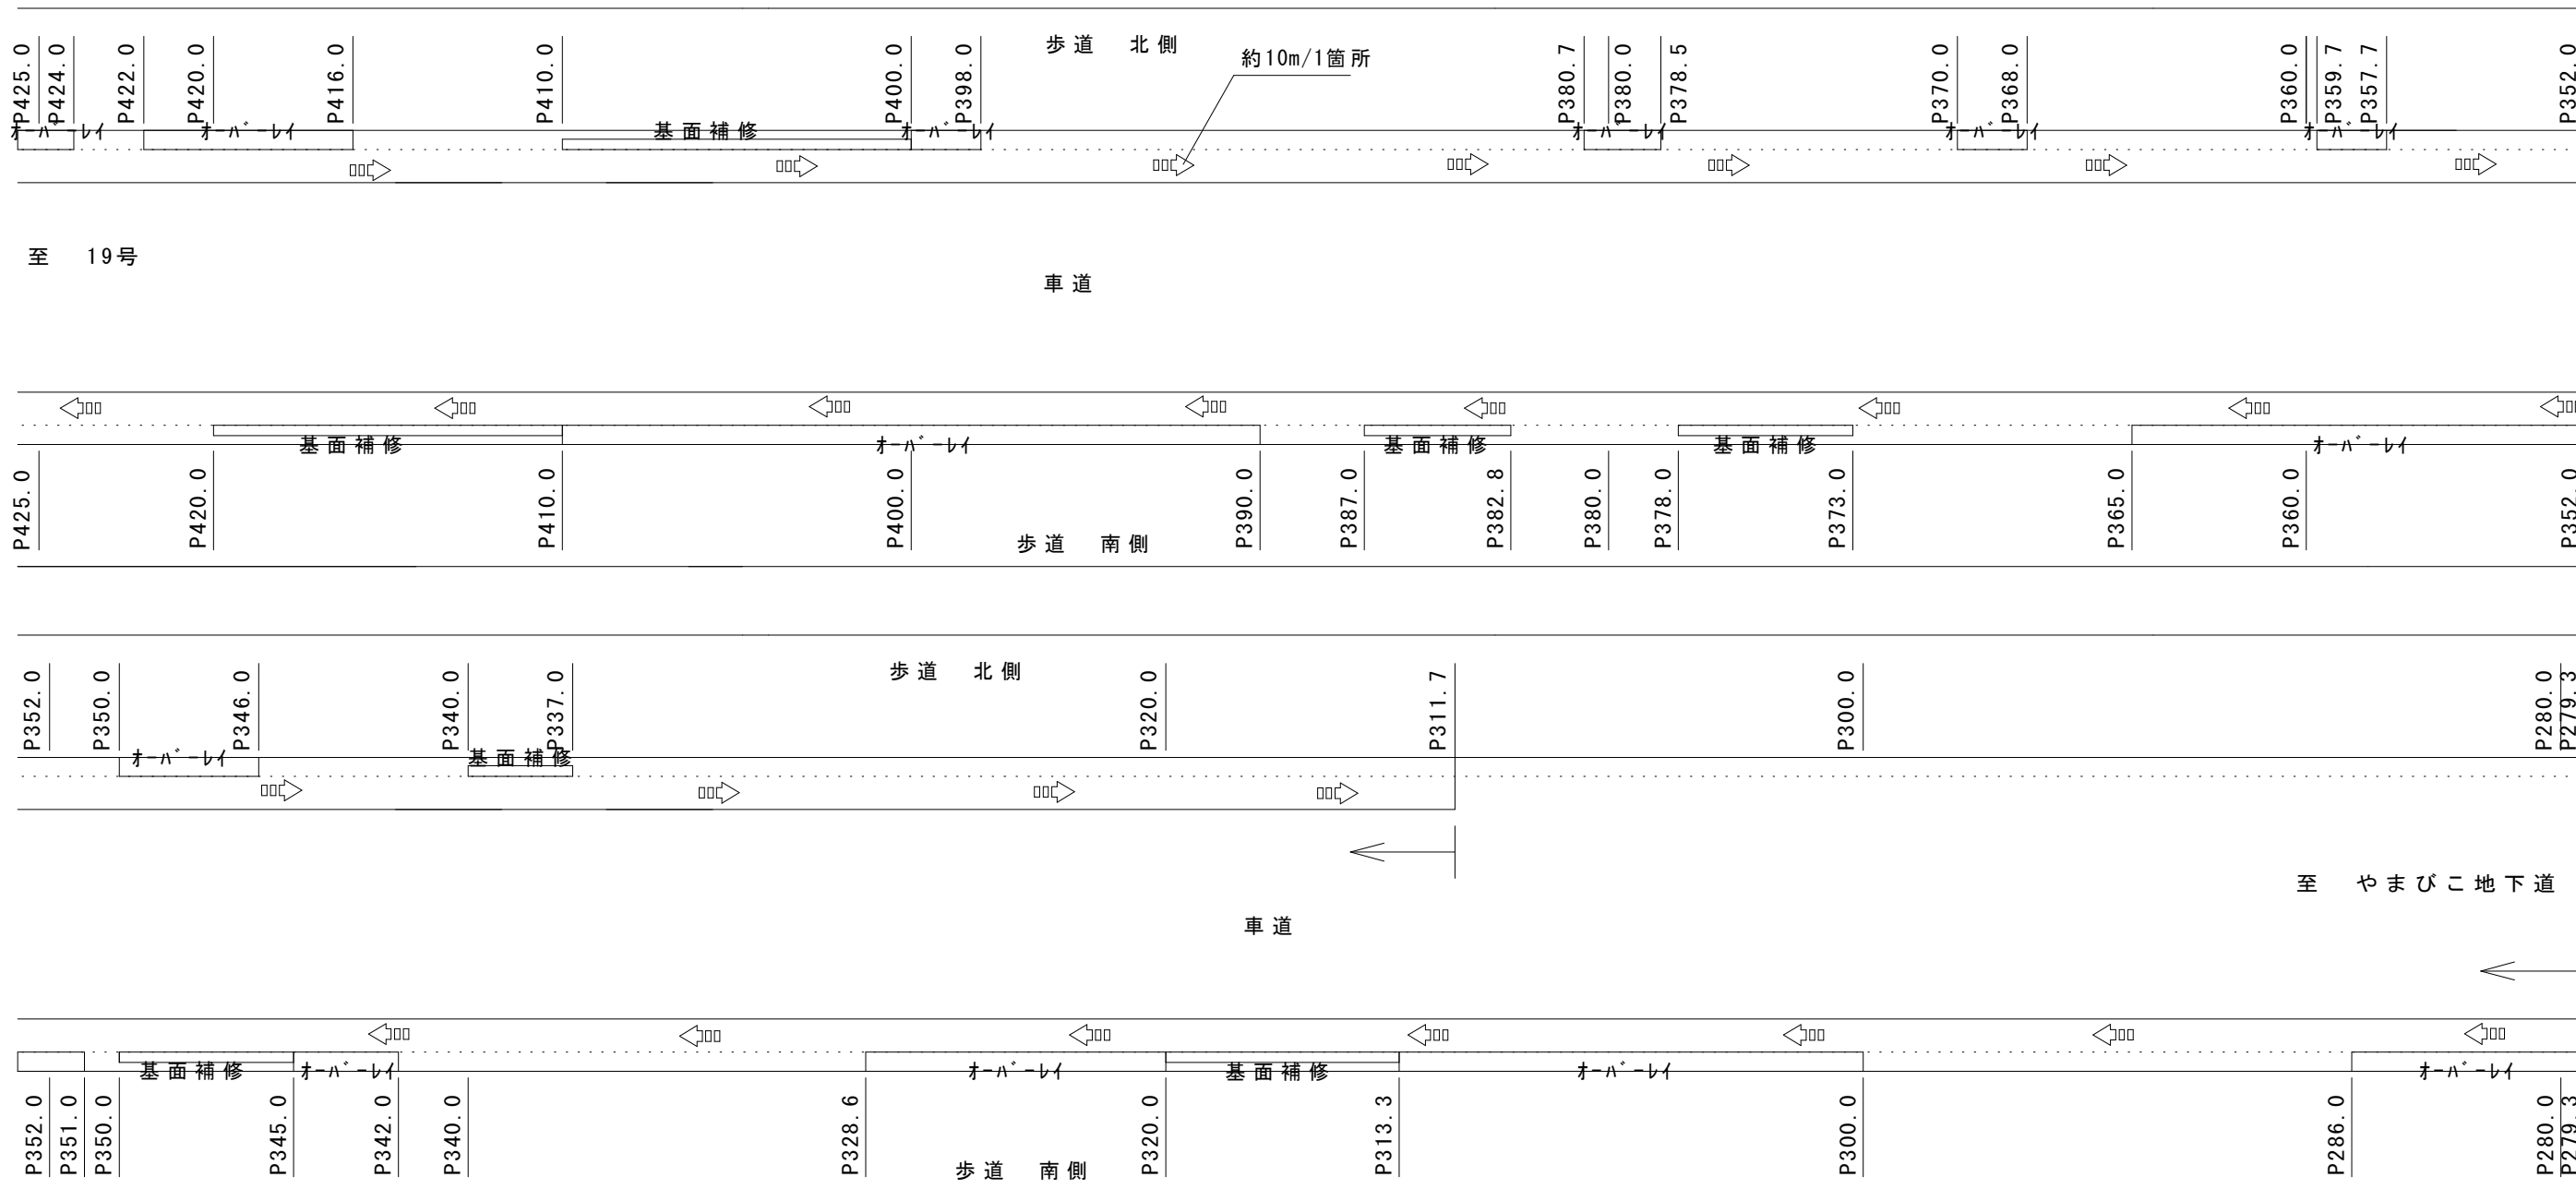 歩道 北側
約10m/1箇所
P425.0
P424.0
P422.0
P420.0
P416.0
P410.0
P400.0
P398.0
P380.7
P380.0
P378.5
P370.0
P368.0
P360.0
P359.7
P357.7
P352.0
ｵｰﾊﾞｰﾚｲ
ｵｰﾊﾞｰﾚｲ
基面補修
ｵｰﾊﾞｰﾚｲ
ｵｰﾊﾞｰﾚｲ
ｵｰﾊﾞｰﾚｲ
ｵｰﾊﾞｰﾚｲ
至 19号
車道
基面補修
ｵｰﾊﾞｰﾚｲ
基面補修
基面補修
ｵｰﾊﾞｰﾚｲ
P425.0
P420.0
P410.0
P400.0
P390.0
P387.0
P382.8
P380.0
P378.0
P373.0
P365.0
P360.0
P352.0
歩道 南側
歩道 北側
P352.0
P350.0
P346.0
P340.0
P337.0
P320.0
P311.7
P300.0
P280.0
P279.3
ｵｰﾊﾞｰﾚｲ
基面補修
至 やまびこ地下道
車道
基面補修
ｵｰﾊﾞｰﾚｲ
ｵｰﾊﾞｰﾚｲ
基面補修
ｵｰﾊﾞｰﾚｲ
ｵｰﾊﾞｰﾚｲ
P352.0
P351.0
P350.0
P345.0
P342.0
P340.0
P328.6
P320.0
P313.3
P300.0
P286.0
P280.0
P279.3
歩道 南側